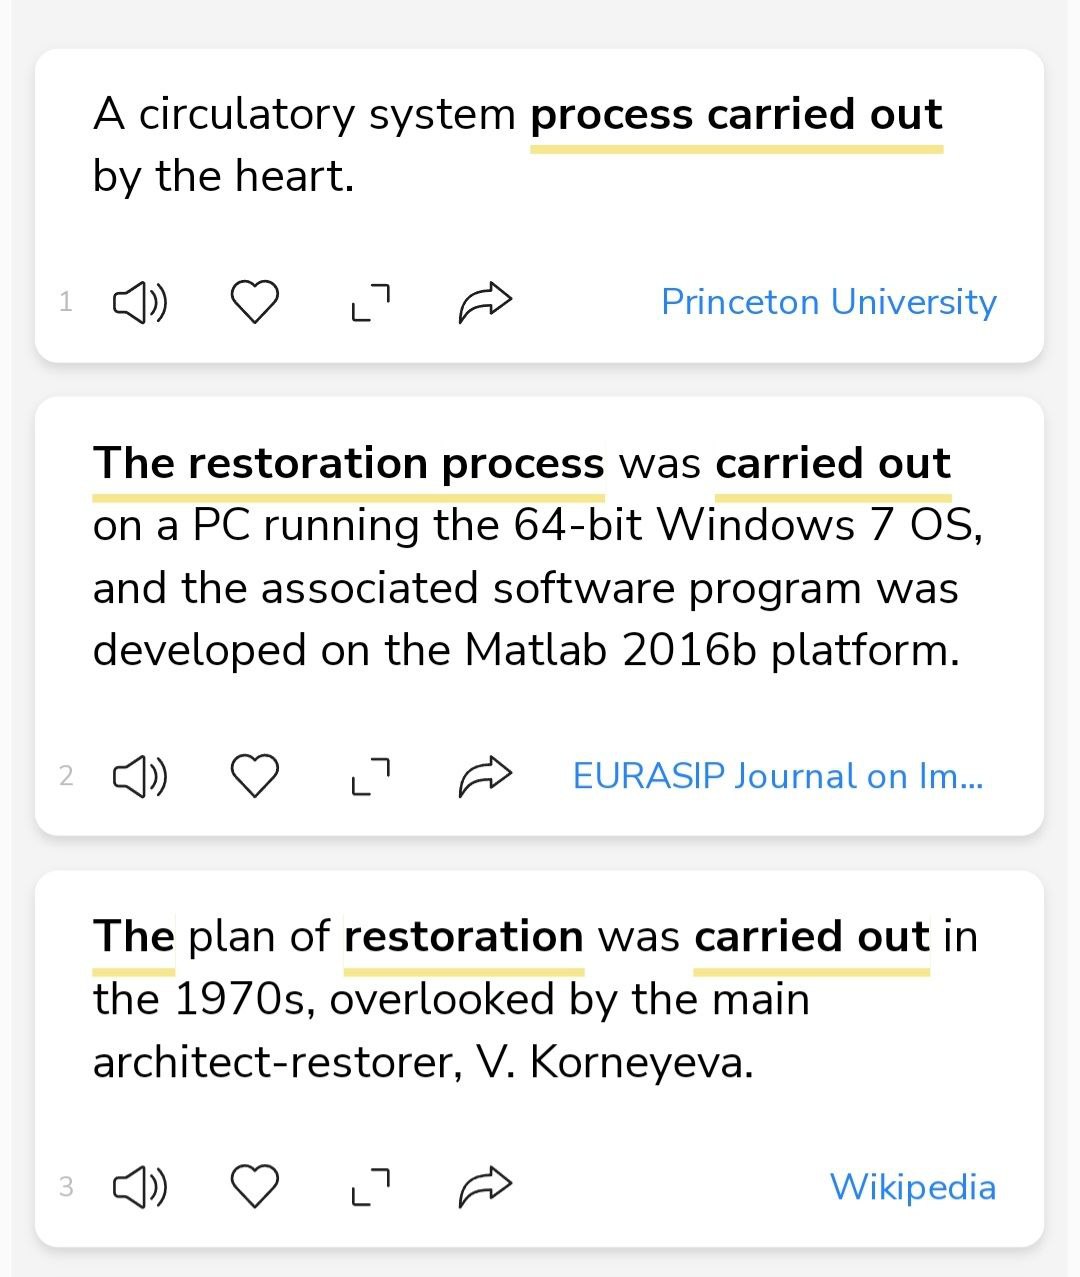 A circulatory system process carried out
by the heart.
1
Princeton University
The restoration process was carried out
on a PC running the 64-bit Windows 7 OS,
and the associated software program was
developed on the Matlab 2016b platform.
2
EURASIP Journal on Im...
The plan of restoration was carried out in
the 1970s, overlooked by the main
architect-restorer, V. Korneyeva.
3
Wikipedia